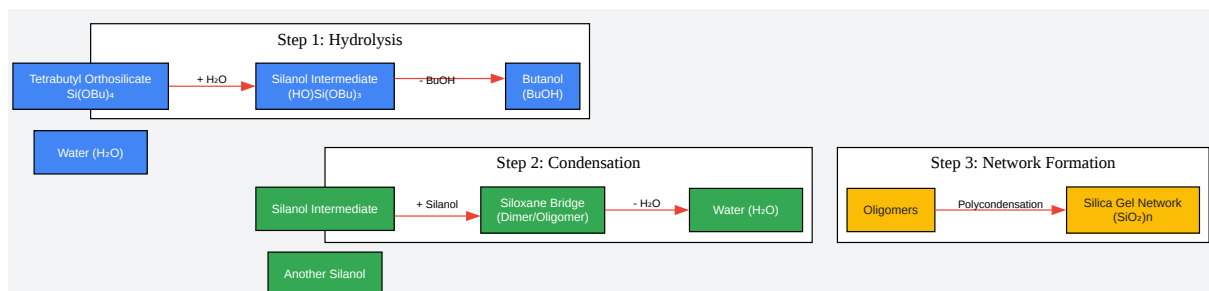 Step 1: Hydrolysis
Tetrabutyl Orthosilicate
Si(OBu)₄
+ H₂O
Silanol Intermediate
(HO)Si(OBu)₃
- BuOH
Butanol
(BuOH)
Water (H₂O)
Step 2: Condensation
Silanol Intermediate
+ Silanol
Siloxane Bridge
(Dimer/Oligomer)
- H₂O
Water (H₂O)
Another Silanol
Step 3: Network Formation
Oligomers
Polycondensation
Silica Gel Network
(SiO₂)n